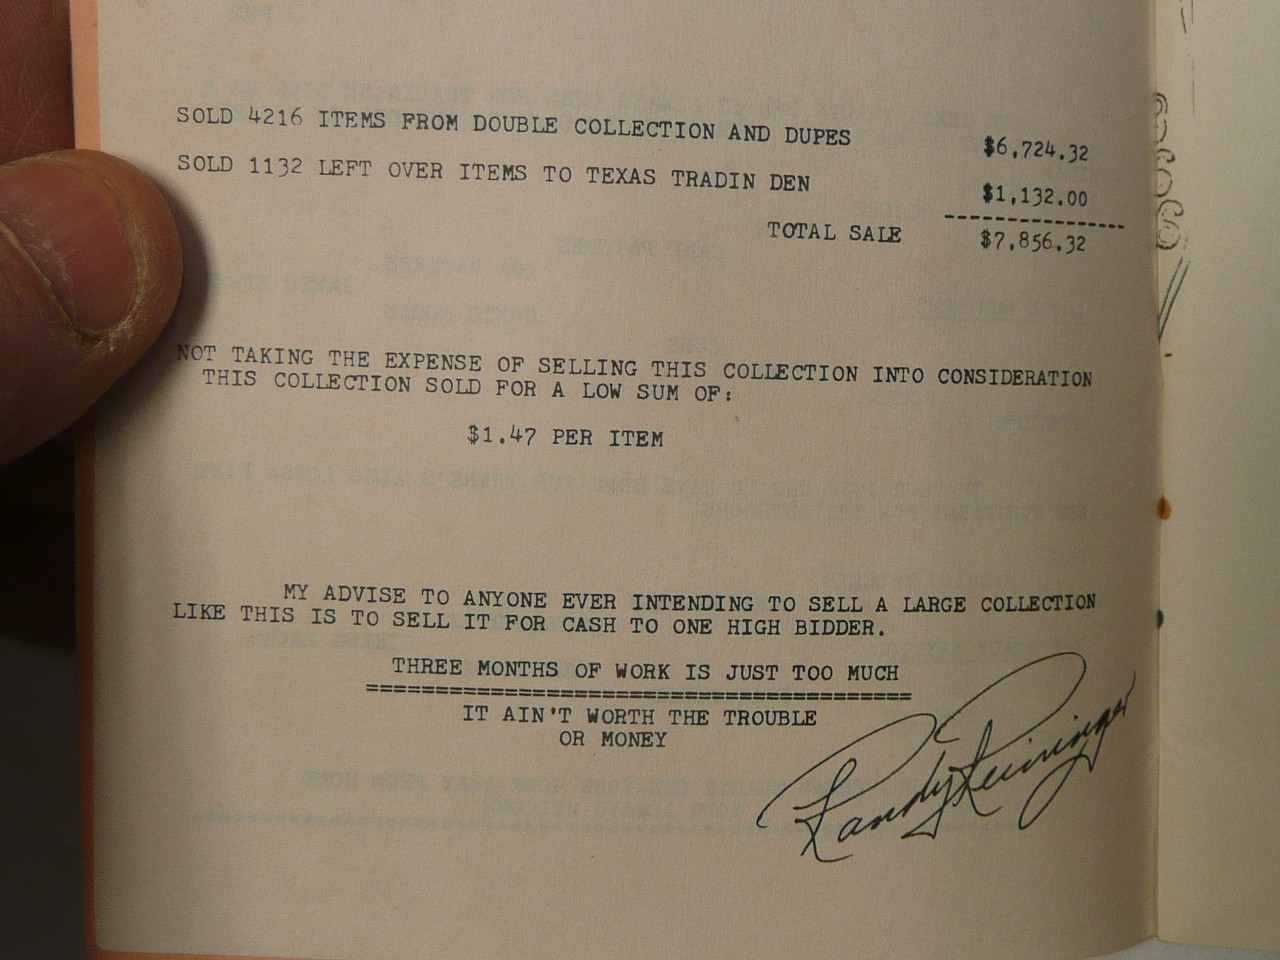 SOLD 4216 ITEMS FROM DOUBLE COLLECTION AND DUPES $6,724.32
SOLD 1132 LEFT OVER ITEMS TO TEXAS TRADIN DEN $1,132.00
TOTAL SALE $7,856.32
NOT TAKING THE EXPENSE OF SELLING THIS COLLECTION INTO CONSIDERATION
THIS COLLECTION SOLD FOR A LOW SUM OF:
$1.47 PER ITEM
MY ADVISE TO ANYONE EVER INTENDING TO SELL A LARGE COLLECTION
LIKE THIS IS TO SELL IT FOR CASH TO ONE HIGH BIDDER.
THREE MONTHS OF WORK IS JUST TOO MUCH
IT AIN'T WORTH THE TROUBLE
OR MONEY
Randy Reininger